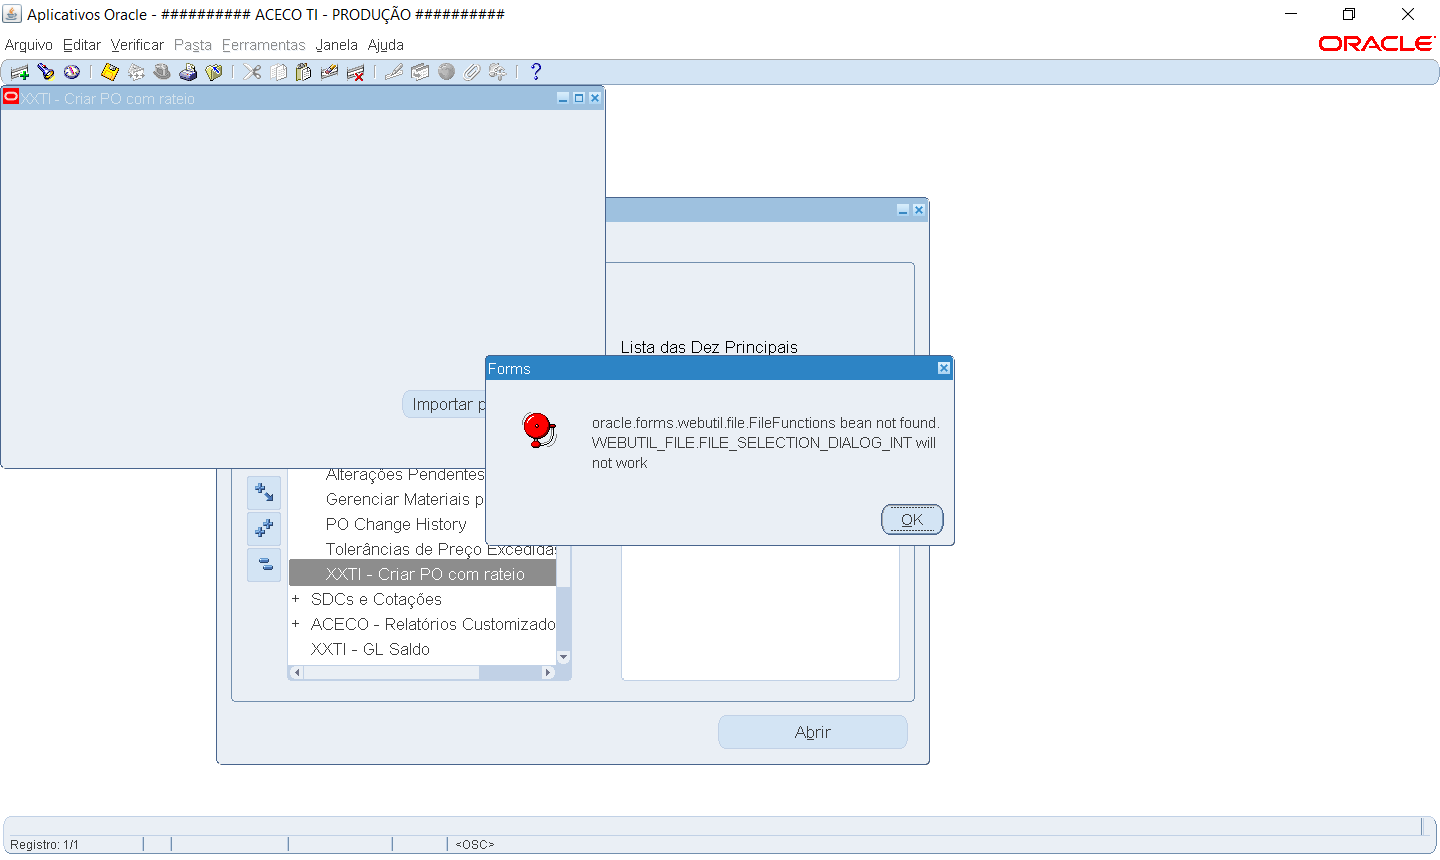 Aplicativos Oracle - ########## ACECO TI - PRODUÇÃO ##########
Arquivo Editar Verificar Pasta Ferramentas Janela Ajuda
ORACLE
XXTI - Criar PO com rateio
Lista das Dez Principais
Forms
Importar
oracle.forms.webutil.file.FileFunctions bean not found.
WEBUTIL_FILE.FILE_SELECTION_DIALOG_INT will
not work
OK
Alterações Pendentes
Gerenciar Materiais p
PO Change History
Tolerâncias de Preço Excedidas
XXTI - Criar PO com rateio
+ SDCs e Cotações
+ ACECO - Relatórios Customizado
XXTI - GL Saldo
Abrir
Registro: 1/1
<OSC>